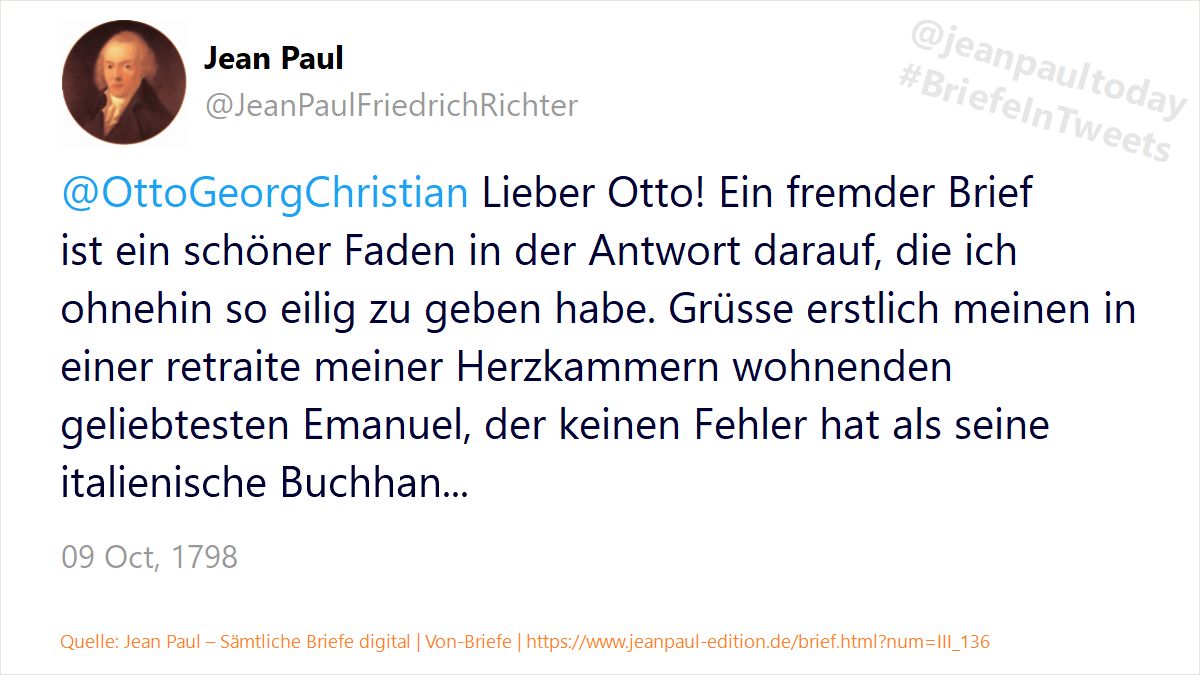 Jean Paul
@JeanPaulFriedrichRichter
@jeanpaultoday
#BriefeInTweets
@OttoGeorgChristian Lieber Otto! Ein fremder Brief
ist ein schöner Faden in der Antwort darauf, die ich
ohnehin so eilig zu geben habe. Grüsse erstlich meinen in
einer retraite meiner Herzkammern wohnenden
geliebtesten Emanuel, der keinen Fehler hat als seine
italienische Buchhan...
09 Oct, 1798
Quelle: Jean Paul – Sämtliche Briefe digital | Von-Briefe | https://www.jeanpaul-edition.de/brief.html?num=III_136